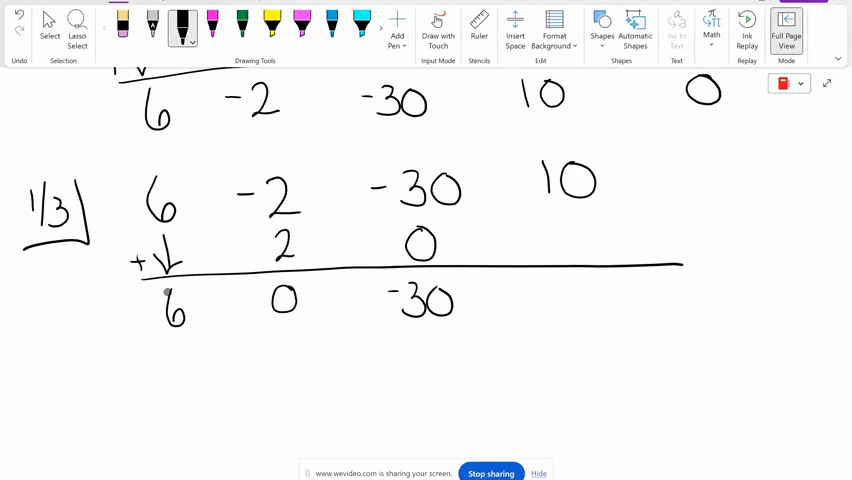 Undo
Select
Lasso Select
Selection
Drawing Tools
Add Pen
Draw with Touch
Input Mode
Ruler
Stencils
Insert Space
Format Background
Edit
Shapes
Automatic Shapes
Shapes
Ink to Text
Text
Math
Math
Ink Replay
Replay
Full Page View
Mode
6 -2 -30 10 0
1/3 6 -2 -30 10
+ ↓ 2 0
6 0 -30
www.wevideo.com is sharing your screen. Stop sharing Hide